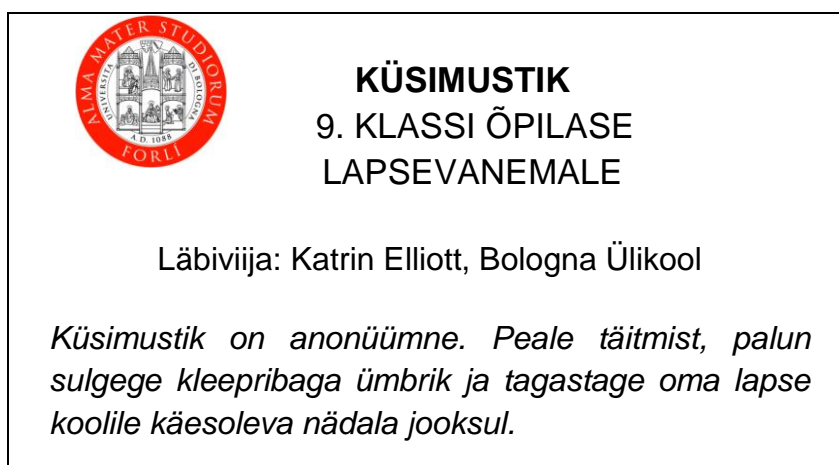 ALMA MATER STUDIORUM
UNIVERSITA DI BOLOGNA
A.D. 1088
FORLÌ
KÜSIMUSTIK
9. KLASSI ÕPILASE
LAPSEVANEMALE
Läbiviija: Katrin Elliott, Bologna Ülikool
Küsimustik on anonüümne. Peale täitmist, palun
sulgege kleepribaga ümbrik ja tagastage oma lapse
koolile käesoleva nädala jooksul.